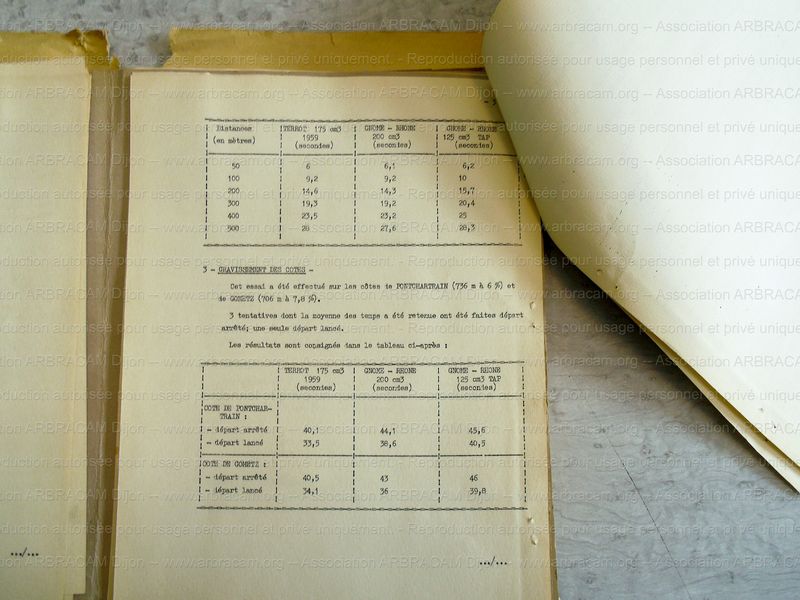 - 3
Distances TERROT 175 cm3 GNOME - RHONE GNOME - RHONE
(en mètres) 1959 200 cm3 125 cm3 TAP
(secondes) (secondes) (secondes)
50 6 6,1 6,2
100 9,2 9,2 10
200 14,6 14,3 15,7
300 19,3 19,2 20,4
400 23,5 23,2 25
500 28 27,6 28,3
3 - GRAVISSEMENT DES COTES -
Cet essai a été effectué sur les côtes de PONTCHARTRAIN (736 m à 6 %) et
de GOMETZ (706 m à 7,8 %).
3 tentatives dont la moyenne des temps a été retenue ont été faites départ
arrêté; une seule départ lancé.
Les résultats sont consignés dans le tableau ci-après :
TERROT 175 cm3 GNOME - RHONE GNOME - RHONE
1959 200 cm3 125 cm3 TAP
(secondes) (secondes) (secondes)
COTE DE PONTCHAR-
TRAIN :
- départ arrêté 40,1 44,1 45,6
- départ lancé 33,5 38,6 40,5
COTE DE GOMETZ :
- départ arrêté 40,5 43 46
- départ lancé 34,1 36 39,8
.../...
.../...
www.arbracam.org -- Association ARBRACAM Dijon
Reproduction autorisée pour usage personnel et privé uniquement.